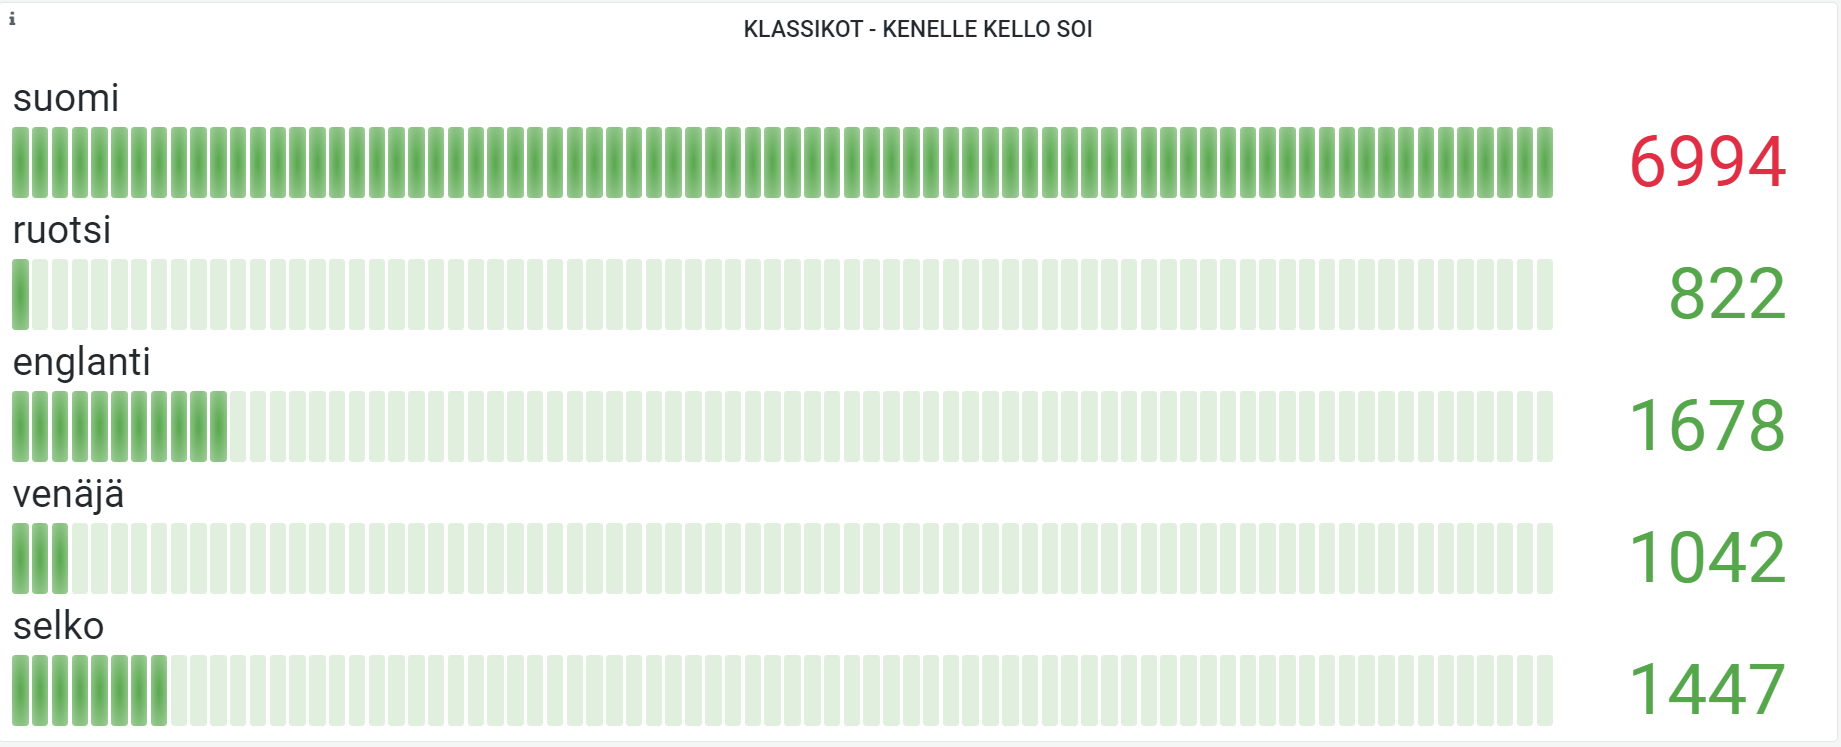 KLASSIKOT - KENELLE KELLO SOI
suomi
6994
ruotsi
822
englanti
1678
venäjä
1042
selko
1447